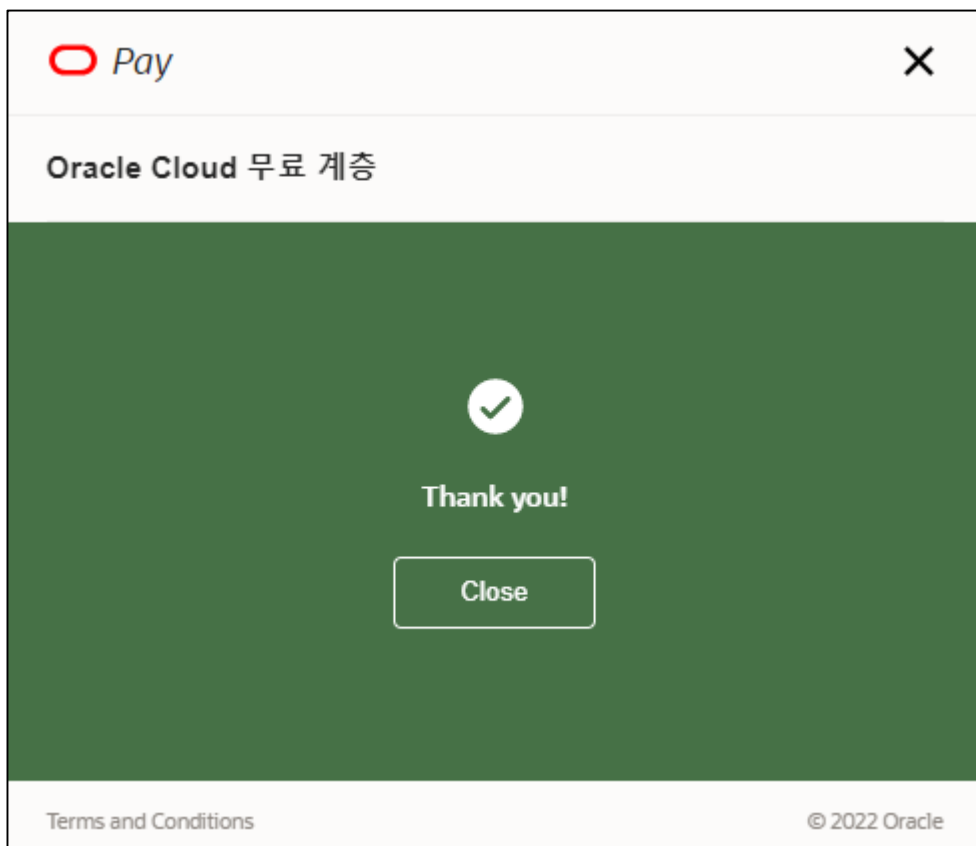 Pay
Oracle Cloud 무료 계층
Thank you!
Close
Terms and Conditions
© 2022 Oracle